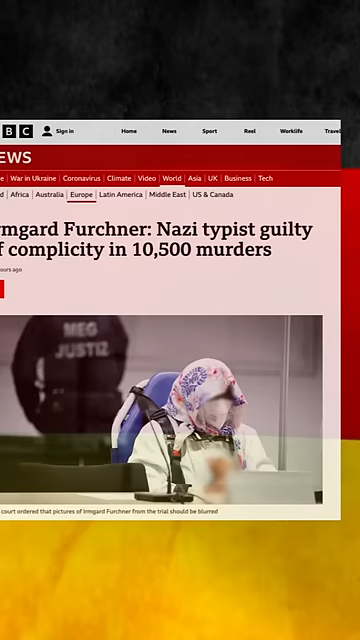 B C
Sign in
Home News Sport Reel Worklife Travel
EWS
e War in Ukraine Coronavirus Climate Video World Asia UK Business Tech
d Africa Australia Europe Latin America Middle East US & Canada
rmgard Furchner: Nazi typist guilty
f complicity in 10,500 murders
ours ago
MEG
JUSTIZ
court ordered that pictures of Irmgard Furchner from the trial should be blurred